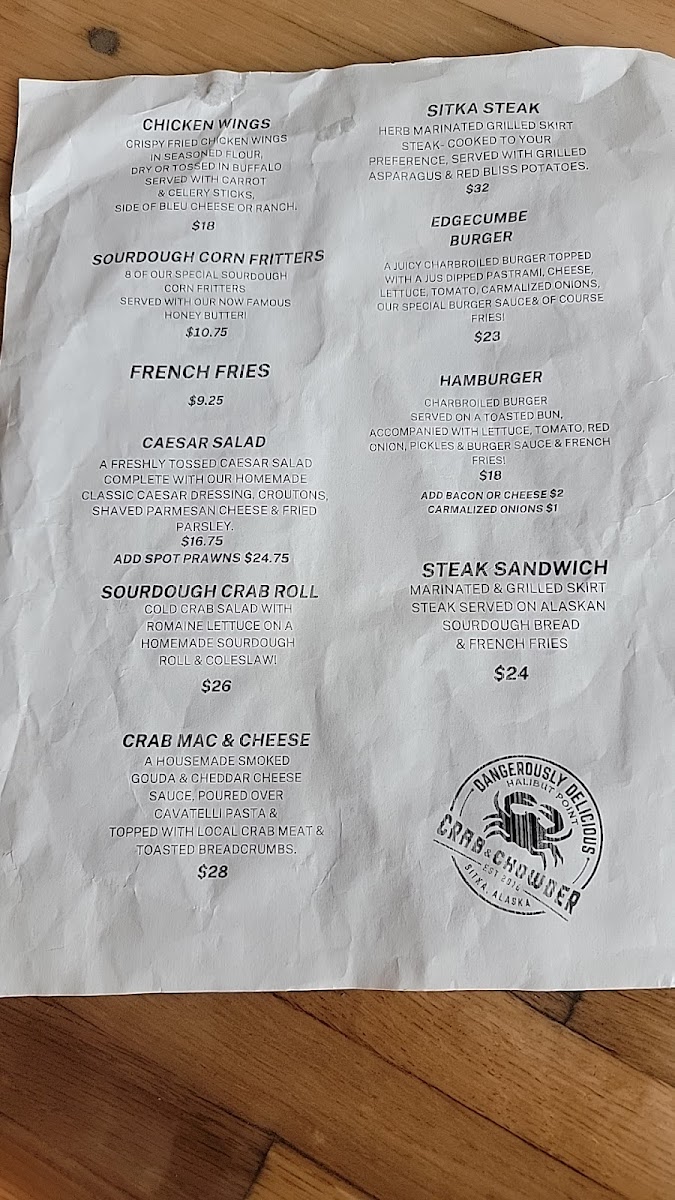 CHICKEN WINGS
CRISPY FRIED CHICKEN WINGS
IN SEASONED FLOUR,
DRY OR TOSSED IN BUFFALO
SERVED WITH CARROT
& CELERY STICKS,
SIDE OF BLEU CHEESE OR RANCH.
$18
SOURDOUGH CORN FRITTERS
8 OF OUR SPECIAL SOURDOUGH
CORN FRITTERS
SERVED WITH OUR NOW FAMOUS
HONEY BUTTER!
$10.75
FRENCH FRIES
$9.25
CAESAR SALAD
A FRESHLY TOSSED CAESAR SALAD
COMPLETE WITH OUR HOMEMADE
CLASSIC CAESAR DRESSING, CROUTONS,
SHAVED PARMESAN CHEESE & FRIED
PARSLEY.
$16.75
ADD SPOT PRAWNS $24.75
SOURDOUGH CRAB ROLL
COLD CRAB SALAD WITH
ROMAINE LETTUCE ON A
HOMEMADE SOURDOUGH
ROLL & COLESLAW!
$26
CRAB MAC & CHEESE
A HOUSEMADE SMOKED
GOUDA & CHEDDAR CHEESE
SAUCE, POURED OVER
CAVATELLI PASTA &
TOPPED WITH LOCAL CRAB MEAT &
TOASTED BREADCRUMBS.
$28
SITKA STEAK
HERB MARINATED GRILLED SKIRT
STEAK- COOKED TO YOUR
PREFERENCE, SERVED WITH GRILLED
ASPARAGUS & RED BLISS POTATOES.
$32
EDGECUMBE
BURGER
A JUICY CHARBROILED BURGER TOPPED
WITH A JUS DIPPED PASTRAMI, CHEESE,
LETTUCE, TOMATO, CARMALIZED ONIONS,
OUR SPECIAL BURGER SAUCE& OF COURSE
FRIES!
$23
HAMBURGER
CHARBROILED BURGER
SERVED ON A TOASTED BUN,
ACCOMPANIED WITH LETTUCE, TOMATO, RED
ONION, PICKLES & BURGER SAUCE & FRENCH
FRIES!
$18
ADD BACON OR CHEESE $2
CARMALIZED ONIONS $1
STEAK SANDWICH
MARINATED & GRILLED SKIRT
STEAK SERVED ON ALASKAN
SOURDOUGH BREAD
& FRENCH FRIES
$24
DANGEROUSLY DELICIOUS
HALIBUT POINT
CRAB & CHOWDER
EST 2016
SITKA, ALASKA